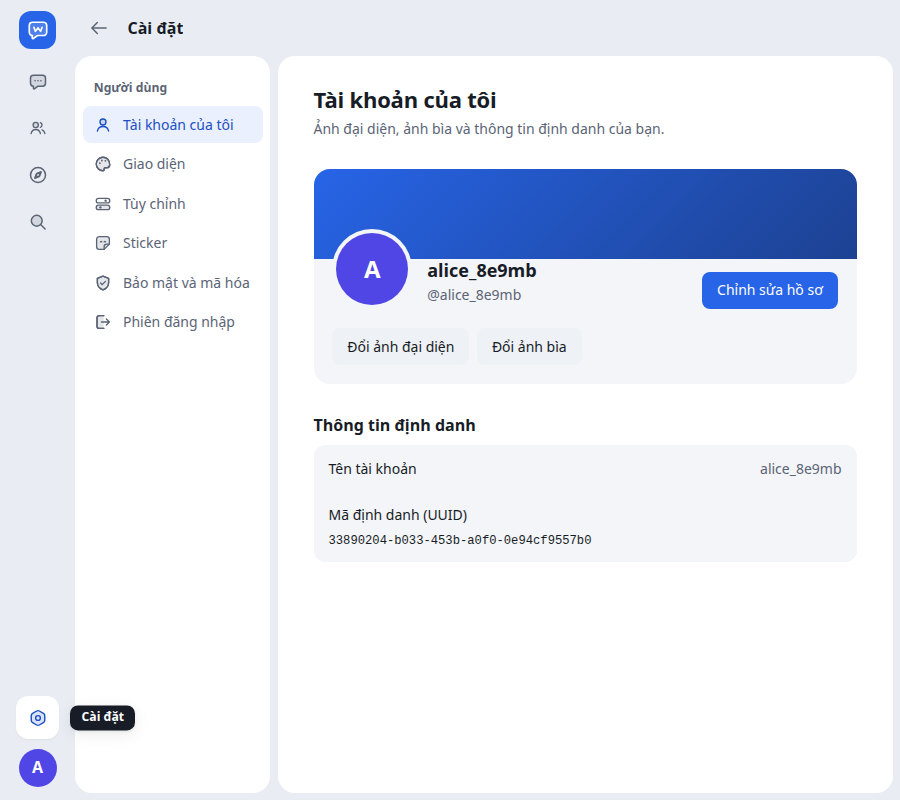 Cài đặt
Người dùng
Tài khoản của tôi
Giao diện
Tùy chỉnh
Sticker
Bảo mật và mã hóa
Phiên đăng nhập
Cài đặt
A
Tài khoản của tôi
Ảnh đại diện, ảnh bìa và thông tin định danh của bạn.
A
alice_8e9mb
@alice_8e9mb
Chỉnh sửa hồ sơ
Đổi ảnh đại diện
Đổi ảnh bìa
Thông tin định danh
Tên tài khoản
alice_8e9mb
Mã định danh (UUID)
33890204-b033-453b-a0f0-0e94cf9557b0